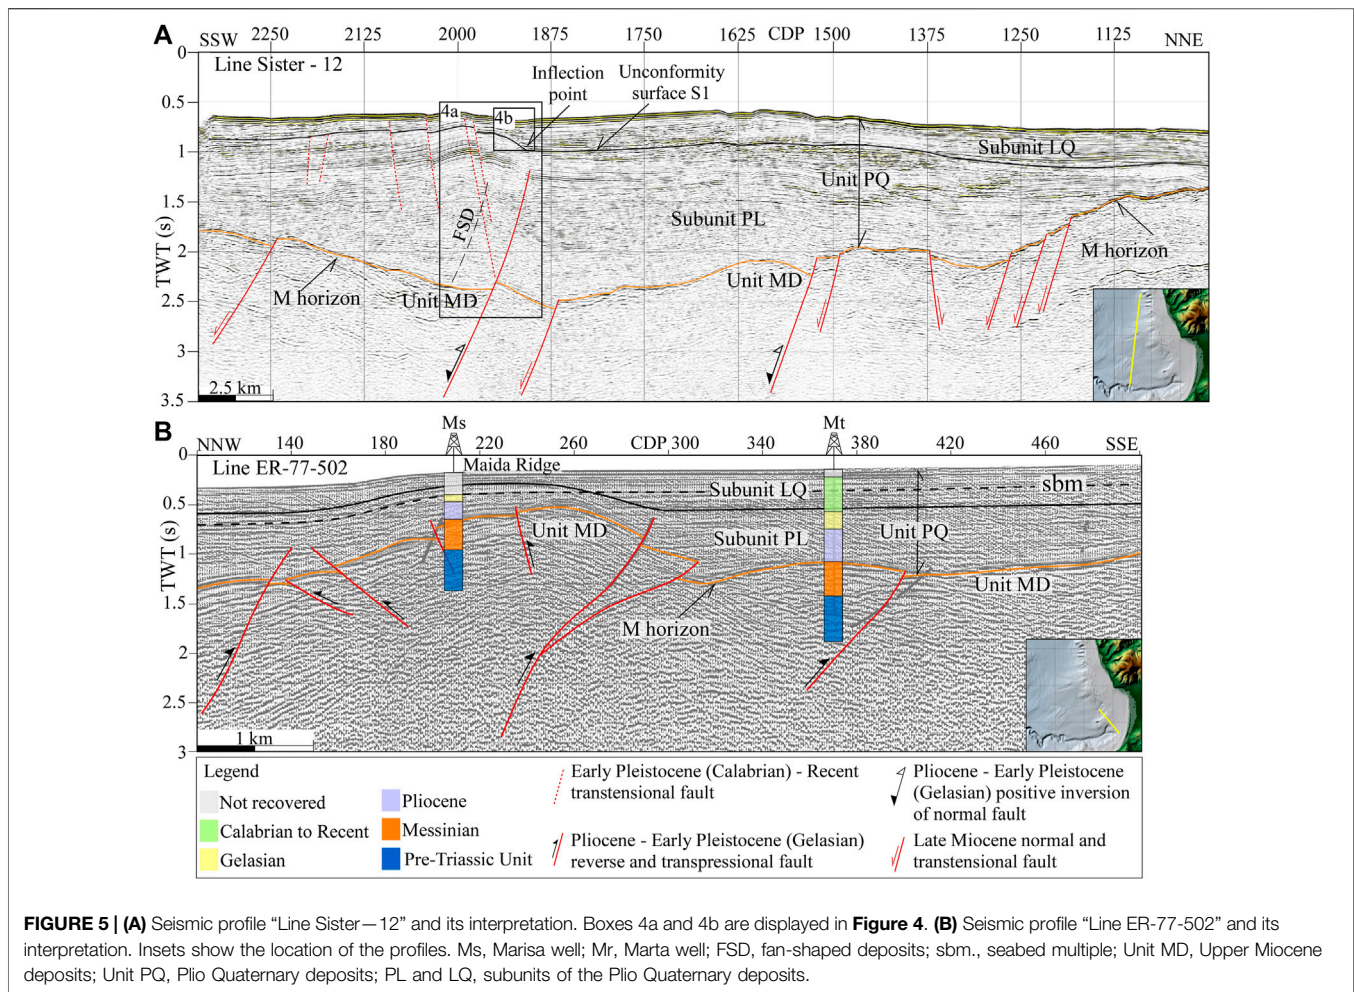 A
SSW 2250 2125 2000 1875 1750 1625 CDP 1500 1375 1250 1125 NNE
0
Line Sister - 12
Inflection point
Unconformity surface S1
0.5
4a
4b
1
Subunit LQ
Unit PQ
1.5
FSD
Subunit PL
TWT (s)
2
M horizon
Unit MD
Unit MD
M horizon
2.5
3
2.5 km
3.5
B
Ms
Mt
NNW 140 180 220 260 CDP 300 340 380 420 460 SSE
0
Line ER-77-502
Maida Ridge
Subunit LQ
sbm
0.5
Unit MD
Subunit PL
Unit PQ
TWT (s)
1
Unit MD
1.5
M horizon
2
2.5
1 km
3
Legend
Not recovered
Calabrian to Recent
Gelasian
Pliocene
Messinian
Pre-Triassic Unit
Early Pleistocene (Calabrian) - Recent
transtensional fault
Pliocene - Early Pleistocene (Gelasian)
reverse and transpressional fault
Pliocene - Early Pleistocene
(Gelasian) positive inversion
of normal fault
Late Miocene normal and
transtensional fault
FIGURE 5 | (A) Seismic profile “Line Sister—12” and its interpretation. Boxes 4a and 4b are displayed in Figure 4. (B) Seismic profile “Line ER-77-502” and its
interpretation. Insets show the location of the profiles. Ms, Marisa well; Mr, Marta well; FSD, fan-shaped deposits; sbm., seabed multiple; Unit MD, Upper Miocene
deposits; Unit PQ, Plio Quaternary deposits; PL and LQ, subunits of the Plio Quaternary deposits.